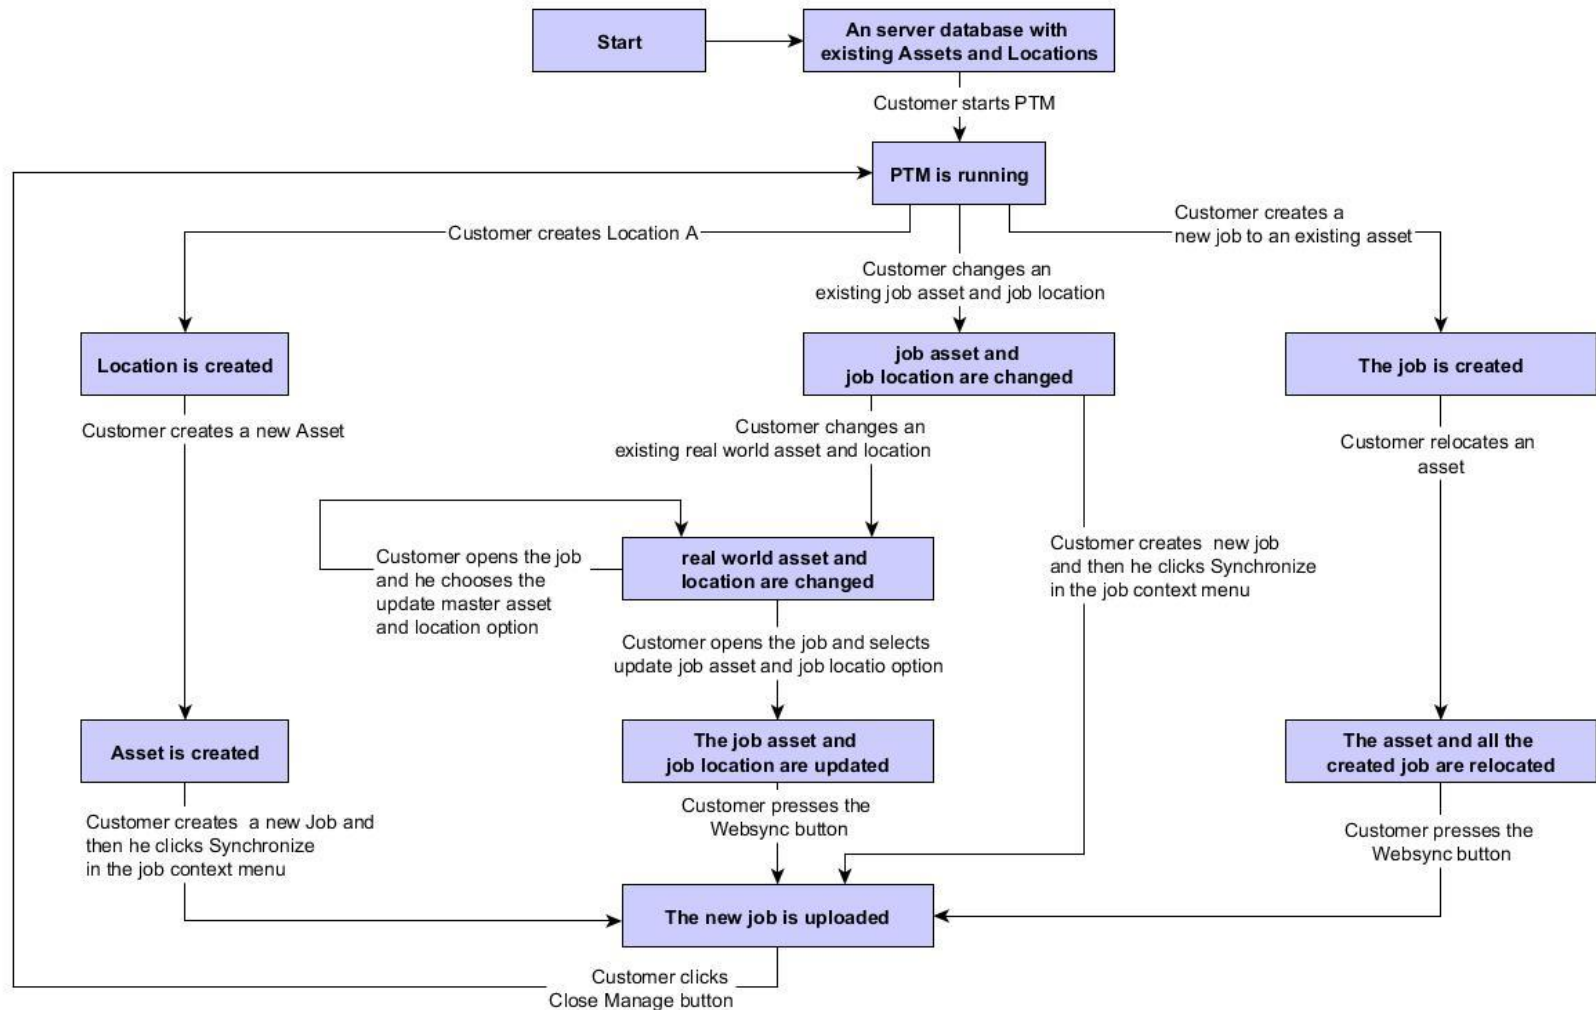 Start
An server database with
existing Assets and Locations
Customer starts PTM
PTM is running
Customer creates Location A
Customer creates a
new job to an existing asset
Customer changes an
existing job asset and job location
Location is created
job asset and
job location are changed
The job is created
Customer creates a new Asset
Customer changes an
existing real world asset and location
Customer relocates an
asset
Customer opens the job
and he chooses the
update master asset
and location option
real world asset and
location are changed
Customer creates  new job
and then he clicks Synchronize
in the job context menu
Customer opens the job and selects
update job asset and job locatio option
Asset is created
The job asset and
job location are updated
The asset and all the
created job are relocated
Customer creates  a new Job and
then he clicks Synchronize
in the job context menu
Customer presses the
Websync button
Customer presses the
Websync button
The new job is uploaded
Customer clicks
Close Manage button